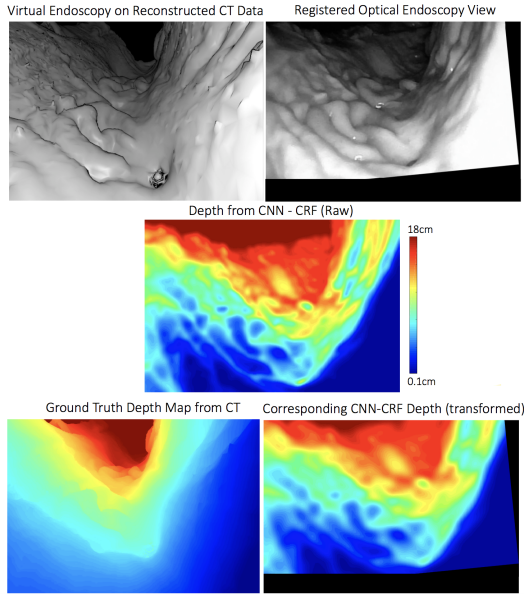 Virtual Endoscopy on Reconstructed CT Data
Registered Optical Endoscopy View
Depth from CNN - CRF (Raw)
18cm
0.1cm
Ground Truth Depth Map from CT
Corresponding CNN-CRF Depth (transformed)